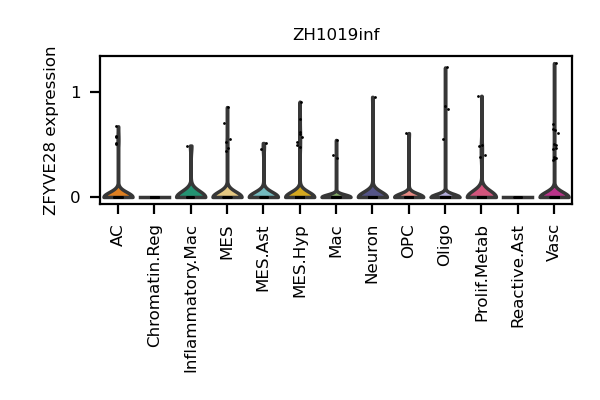 ZH1019inf
ZFYVE28 expression
1
0
AC
Chromatin.Reg
Inflammatory.Mac
MES
MES.Ast
MES.Hyp
Mac
Neuron
OPC
Oligo
Prolif.Metab
Reactive.Ast
Vasc